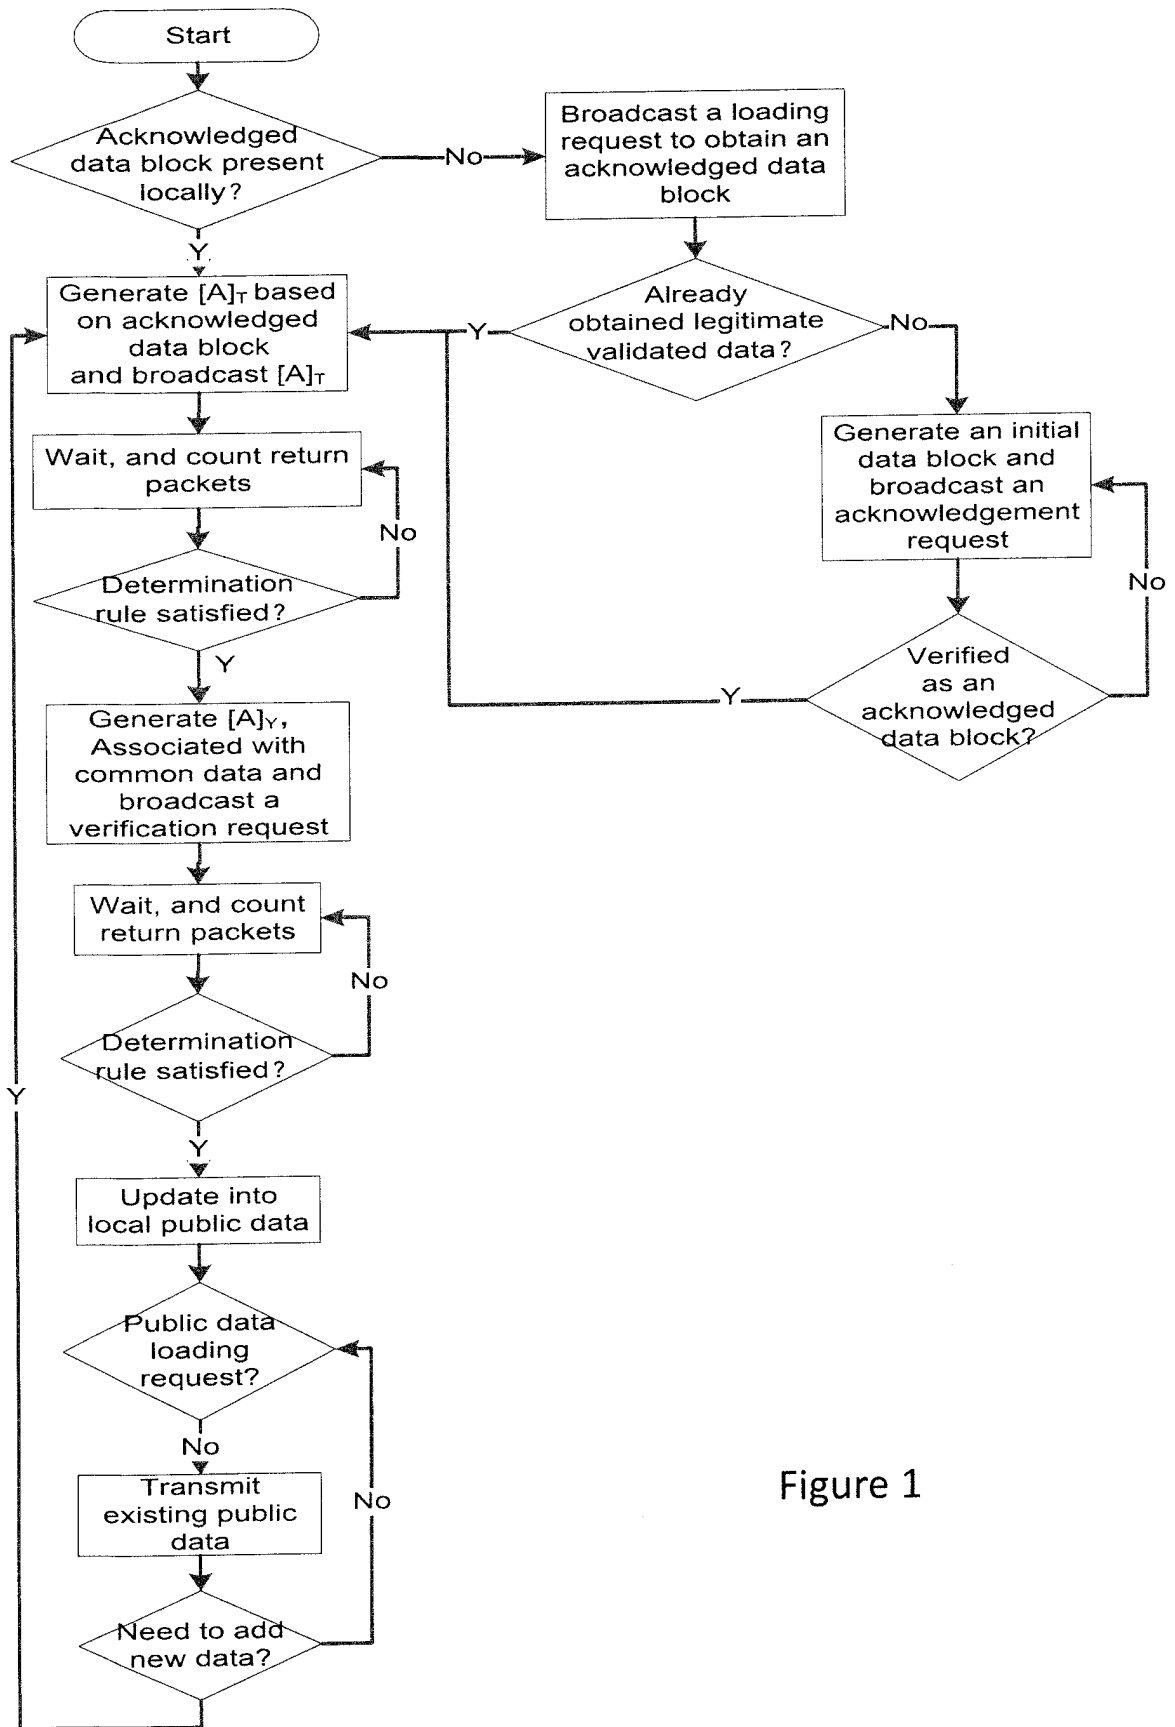 Start
Acknowledged
data block present
locally?
No
Broadcast a loading
request to obtain an
acknowledged data
block
Y
Generate [A]T based
on acknowledged
data block
and broadcast [A]T
Y
Already
obtained legitimate
validated data?
No
Wait, and count return
packets
No
Generate an initial
data block and
broadcast an
acknowledgement
request
Determination
rule satisfied?
No
Y
Verified
as an
acknowledged
data block?
Y
Generate [A]Y,
Associated with
common data and
broadcast a
verification request
Wait, and count
return packets
No
Determination
rule satisfied?
Y
Y
Update into
local public data
Public data
loading
request?
No
Transmit
existing public
data
No
Need to add
new data?
Figure 1